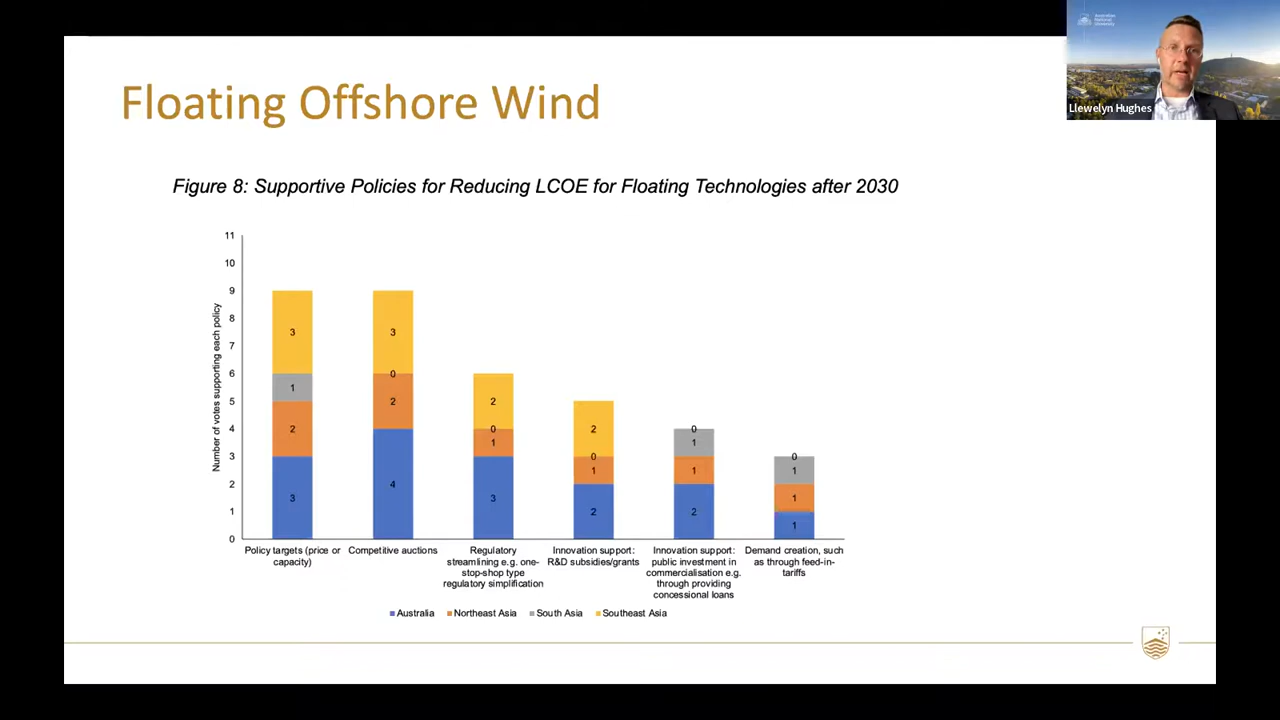 Australian
National
University
Llewelyn Hughes
Floating Offshore Wind
Figure 8: Supportive Policies for Reducing LCOE for Floating Technologies after 2030
Number of votes supporting each policy
11
10
9
8
7
6
5
4
3
2
1
0
3
1
2
3
3
0
2
4
2
0
1
3
2
0
1
2
0
1
1
2
0
1
1
1
Policy targets (price or
capacity)
Competitive auctions
Regulatory
streamlining e.g. one-
stop-shop type
regulatory simplification
Innovation support:
R&D subsidies/grants
Innovation support:
public investment in
commercialisation e.g.
through providing
concessional loans
Demand creation, such
as through feed-in-
tariffs
Australia
Northeast Asia
South Asia
Southeast Asia